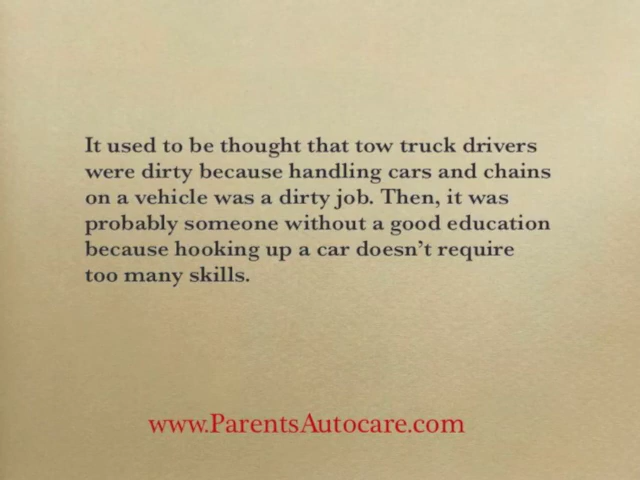 It used to be thought that tow truck drivers
were dirty because handling cars and chains
on a vehicle was a dirty job. Then, it was
probably someone without a good education
because hooking up a car doesn’t require
too many skills.
www.ParentsAutocare.com